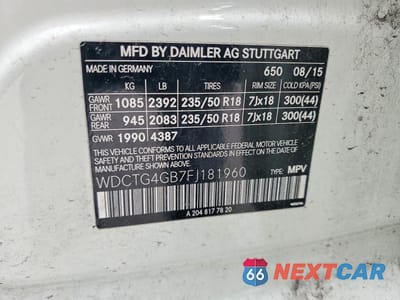 MFD BY DAIMLER AG STUTTGART
MADE IN GERMANY 650 08/15
KG LB TIRES RIM SIZE COLD KPA/(PSI)
GAWR FRONT 1085 2392 235/50 R18 7Jx18 300(44)
GAWR REAR 945 2083 235/50 R18 7Jx18 300(44)
GVWR 1990 4387
THIS VEHICLE CONFORMS TO ALL APPLICABLE FEDERAL MOTOR VEHICLE
SAFETY STANDARDS IN EFFECT ON THE DATE OF
MANUFACTURE SHOWN ABOVE.
WDCTG4GB7FJ181960 TYPE: MPV
A 204 817 78 20
66 NEXTCAR